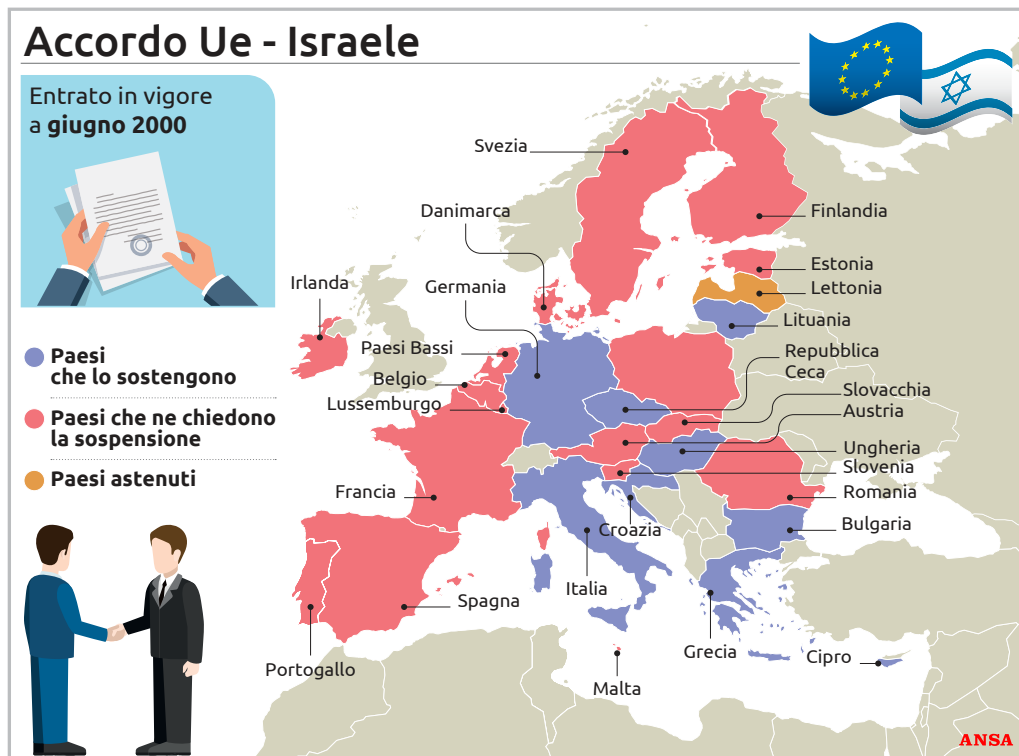 Accordo Ue - Israele
Entrato in vigore
a giugno 2000
Paesi
che lo sostengono
Paesi che ne chiedono
la sospensione
Paesi astenuti
Svezia
Danimarca
Finlandia
Estonia
Irlanda
Germania
Lettonia
Lituania
Paesi Bassi
Repubblica
Ceca
Belgio
Slovacchia
Lussemburgo
Austria
Ungheria
Slovenia
Francia
Romania
Croazia
Bulgaria
Italia
Spagna
Grecia
Cipro
Portogallo
Malta
ANSA